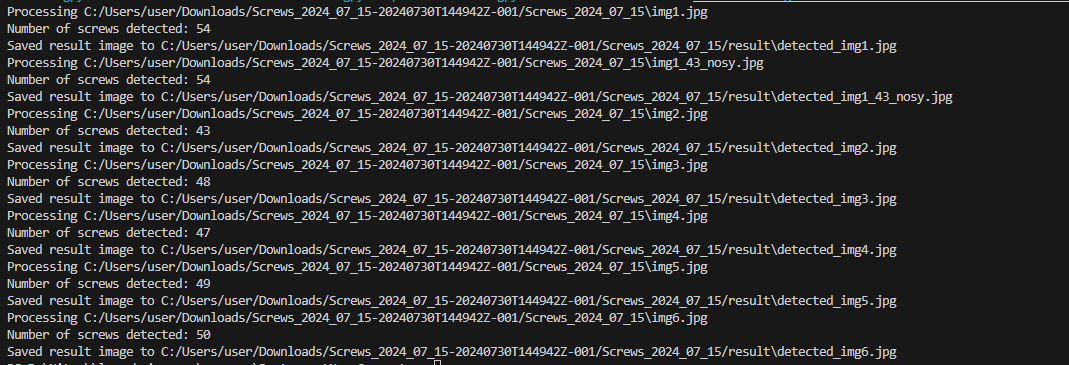 Processing C:/Users/user/Downloads/Screws_2024_07_15-20240730T144942Z-001/Screws_2024_07_15\img1.jpg
Number of screws detected: 54
Saved result image to C:/Users/user/Downloads/Screws_2024_07_15-20240730T144942Z-001/Screws_2024_07_15/result\detected_img1.jpg
Processing C:/Users/user/Downloads/Screws_2024_07_15-20240730T144942Z-001/Screws_2024_07_15\img1_43_nosy.jpg
Number of screws detected: 54
Saved result image to C:/Users/user/Downloads/Screws_2024_07_15-20240730T144942Z-001/Screws_2024_07_15/result\detected_img1_43_nosy.jpg
Processing C:/Users/user/Downloads/Screws_2024_07_15-20240730T144942Z-001/Screws_2024_07_15\img2.jpg
Number of screws detected: 43
Saved result image to C:/Users/user/Downloads/Screws_2024_07_15-20240730T144942Z-001/Screws_2024_07_15/result\detected_img2.jpg
Processing C:/Users/user/Downloads/Screws_2024_07_15-20240730T144942Z-001/Screws_2024_07_15\img3.jpg
Number of screws detected: 48
Saved result image to C:/Users/user/Downloads/Screws_2024_07_15-20240730T144942Z-001/Screws_2024_07_15/result\detected_img3.jpg
Processing C:/Users/user/Downloads/Screws_2024_07_15-20240730T144942Z-001/Screws_2024_07_15\img4.jpg
Number of screws detected: 47
Saved result image to C:/Users/user/Downloads/Screws_2024_07_15-20240730T144942Z-001/Screws_2024_07_15/result\detected_img4.jpg
Processing C:/Users/user/Downloads/Screws_2024_07_15-20240730T144942Z-001/Screws_2024_07_15\img5.jpg
Number of screws detected: 49
Saved result image to C:/Users/user/Downloads/Screws_2024_07_15-20240730T144942Z-001/Screws_2024_07_15/result\detected_img5.jpg
Processing C:/Users/user/Downloads/Screws_2024_07_15-20240730T144942Z-001/Screws_2024_07_15\img6.jpg
Number of screws detected: 50
Saved result image to C:/Users/user/Downloads/Screws_2024_07_15-20240730T144942Z-001/Screws_2024_07_15/result\detected_img6.jpg